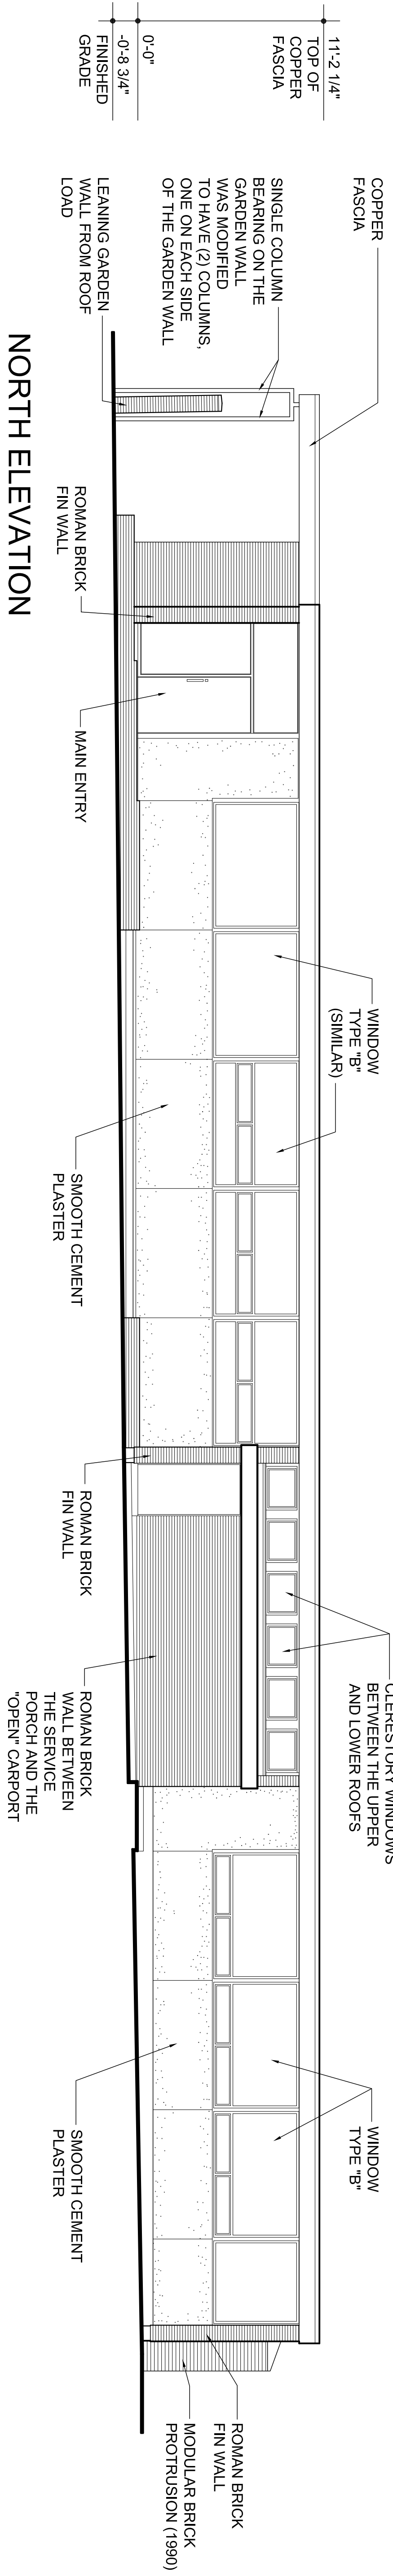 11'-2 1/4"
TOP OF
COPPER
FASCIA
0'-0"
-0'-8 3/4"
FINISHED
GRADE
COPPER
FASCIA
SINGLE COLUMN
BEARING ON THE
GARDEN WALL
WAS MODIFIED
TO HAVE (2) COLUMNS,
ONE ON EACH SIDE
OF THE GARDEN WALL
LEANING GARDEN
WALL FROM ROOF
LOAD
ROMAN BRICK
FIN WALL
MAIN ENTRY
WINDOW
TYPE "B"
(SIMILAR)
SMOOTH CEMENT
PLASTER
ROMAN BRICK
FIN WALL
CLERESTORY WINDOWS
BETWEEN THE UPPER
AND LOWER ROOFS
ROMAN BRICK
WALL BETWEEN
THE SERVICE
PORCH AND THE
"OPEN" CARPORT
WINDOW
TYPE "B"
SMOOTH CEMENT
PLASTER
ROMAN BRICK
FIN WALL
MODULAR BRICK
PROTRUSION (1990)
NORTH ELEVATION